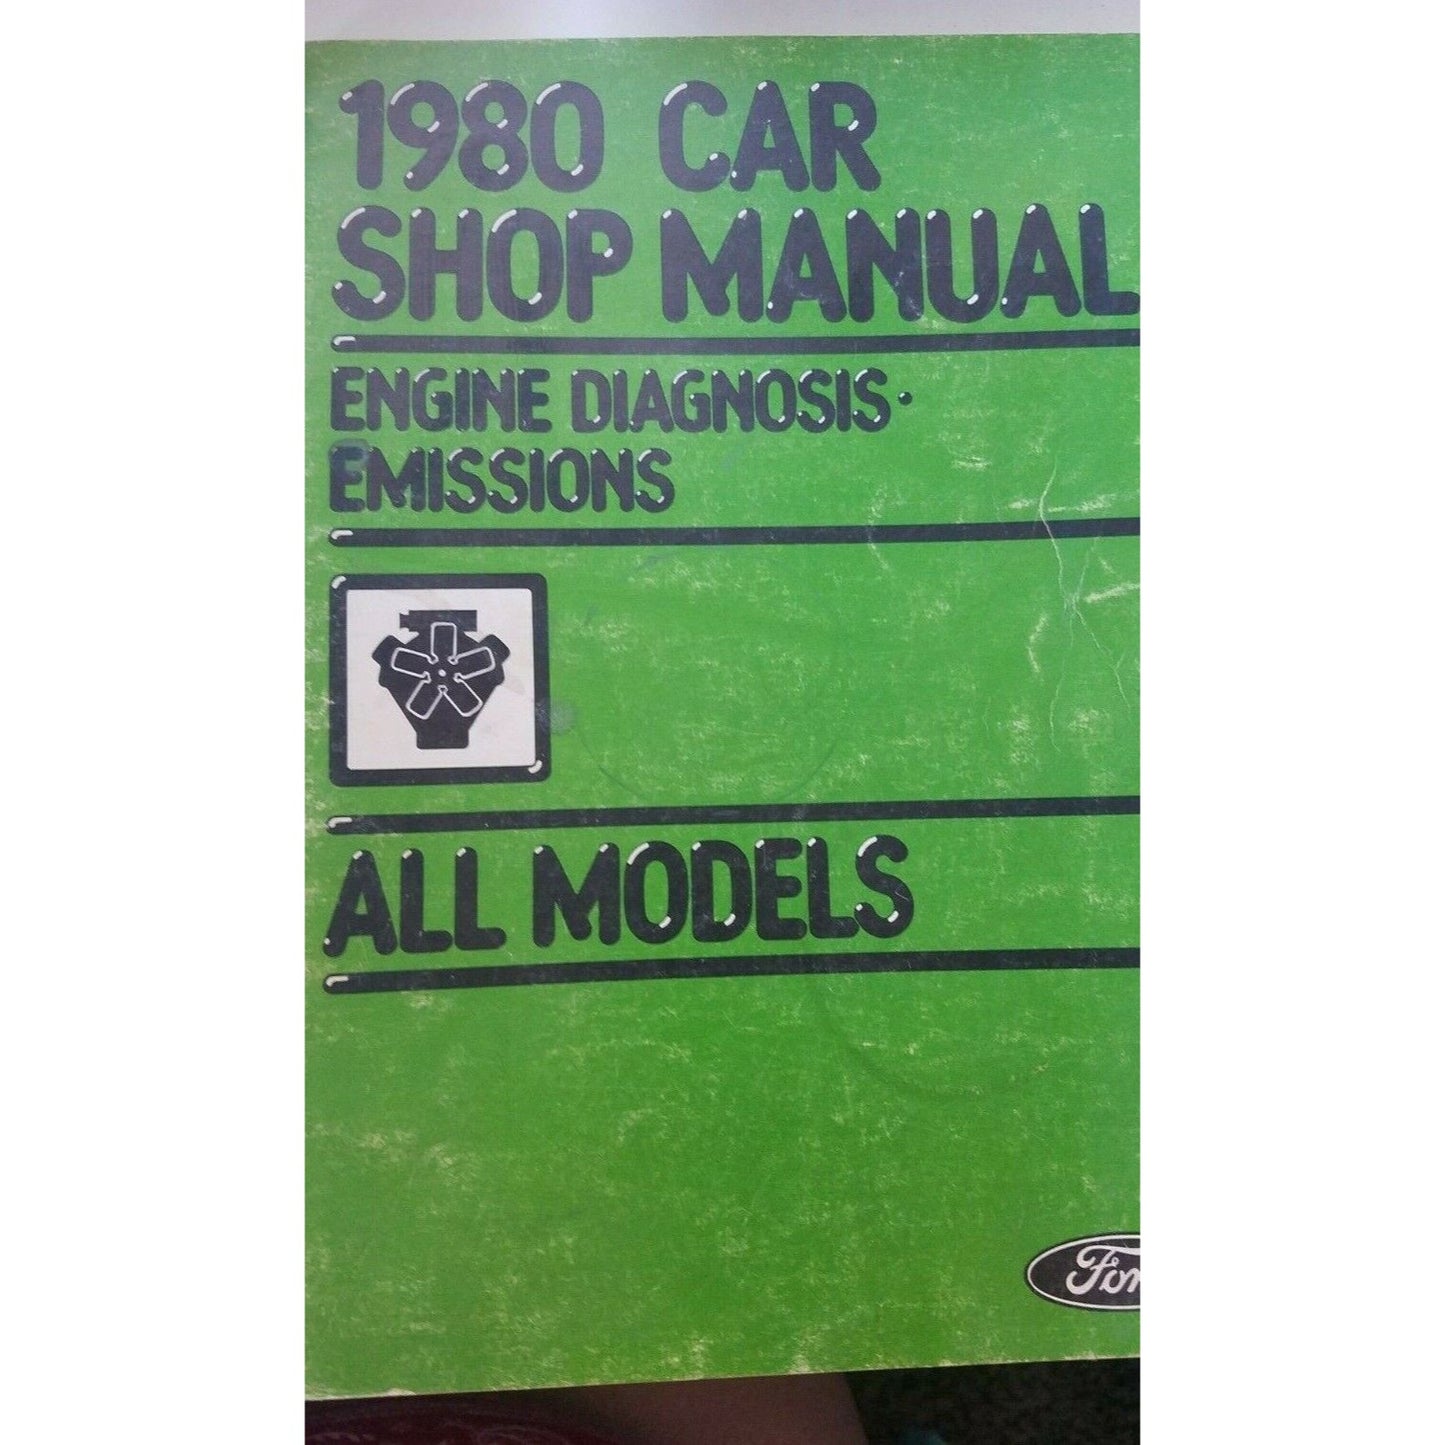 1980 CAR
SHOP MANUAL
ENGINE DIAGNOSIS·
EMISSIONS
ALL MODELS